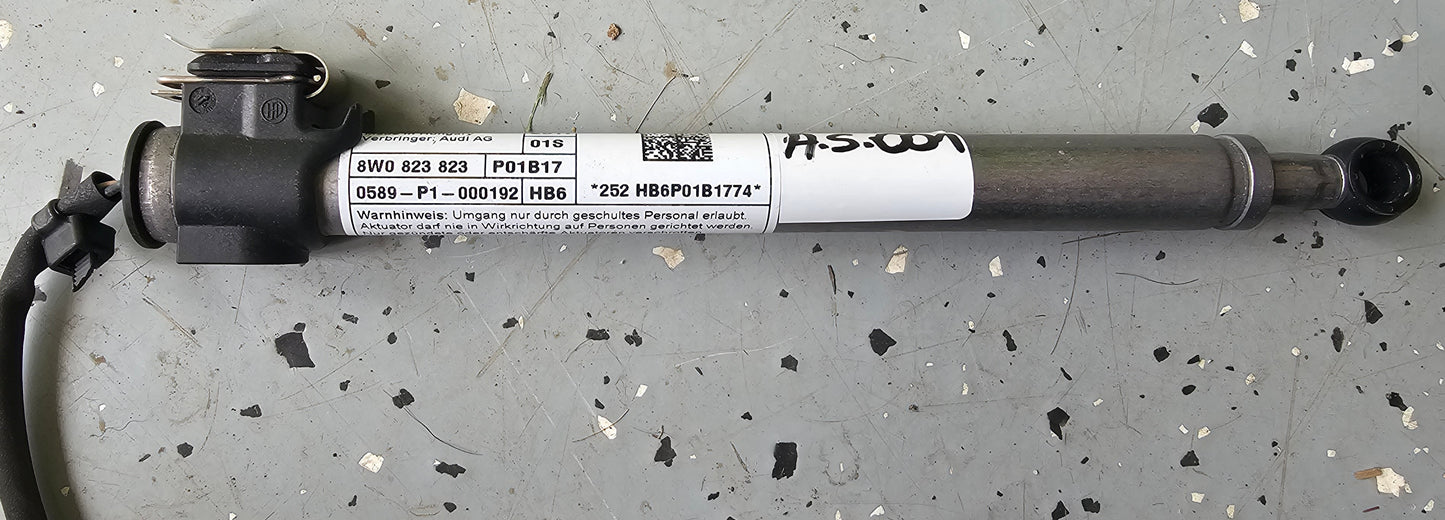 Verbringer, Audi AG
01S
8W0 823 823 P01B17
0589-P1-000192 HB6
*252 HB6P01B1774*
Warnhinweis: Umgang nur durch geschultes Personal erlaubt.
Aktuator darf nie in Wirkrichtung auf Personen gerichtet werden.
A.S.001